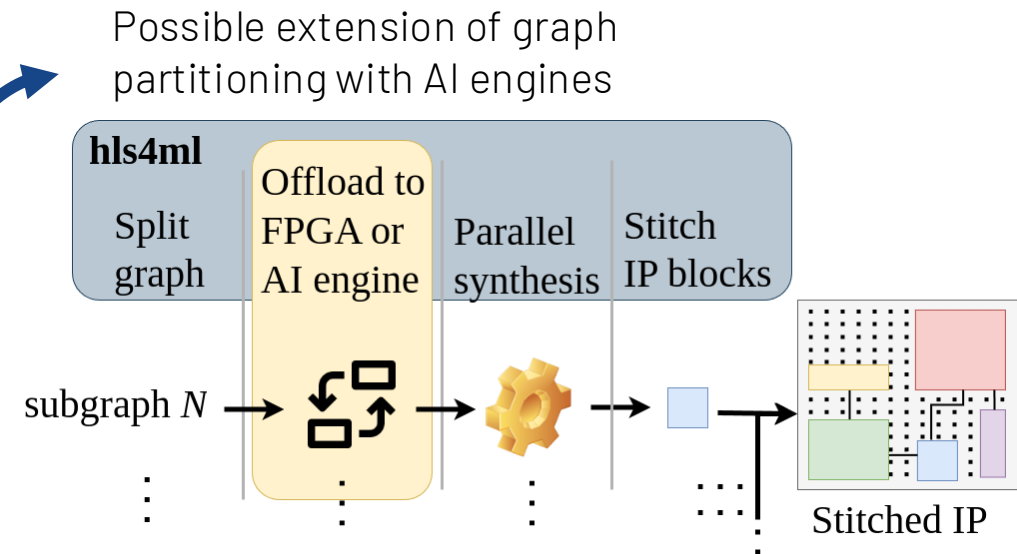 Possible extension of graph
partitioning with AI engines
hls4ml
Split
graph
Offload to
FPGA or
AI engine
Parallel
synthesis
Stitch
IP blocks
subgraph N
Stitched IP